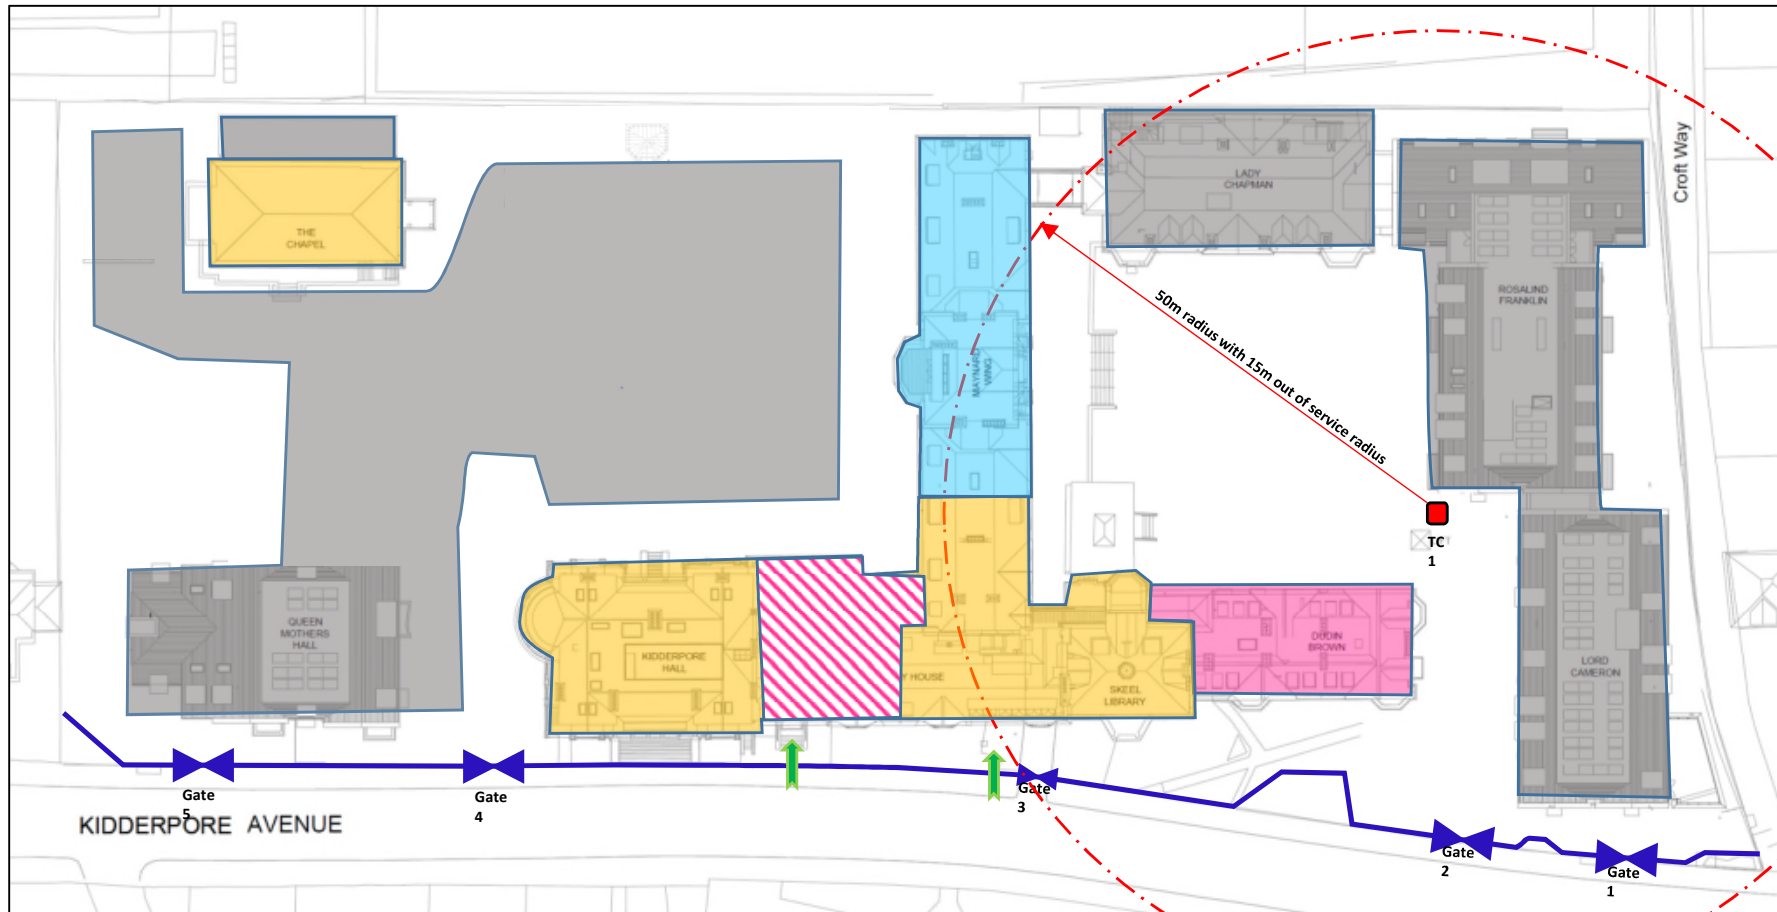 Croft Way
THE
CHAPEL
LADY
CHAPMAN
ROSALIND
FRANKLIN
MAYNARD
WING
50m radius with 15m out of service radius
TC
1
QUEEN
MOTHERS
HALL
KIDDERPORE
HALL
Y HOUSE
SKEEL
LIBRARY
DUDIN
BROWN
LORD
CAMERON
Gate
5
Gate
4
Gate
3
Gate
2
Gate
1
KIDDERPORE AVENUE